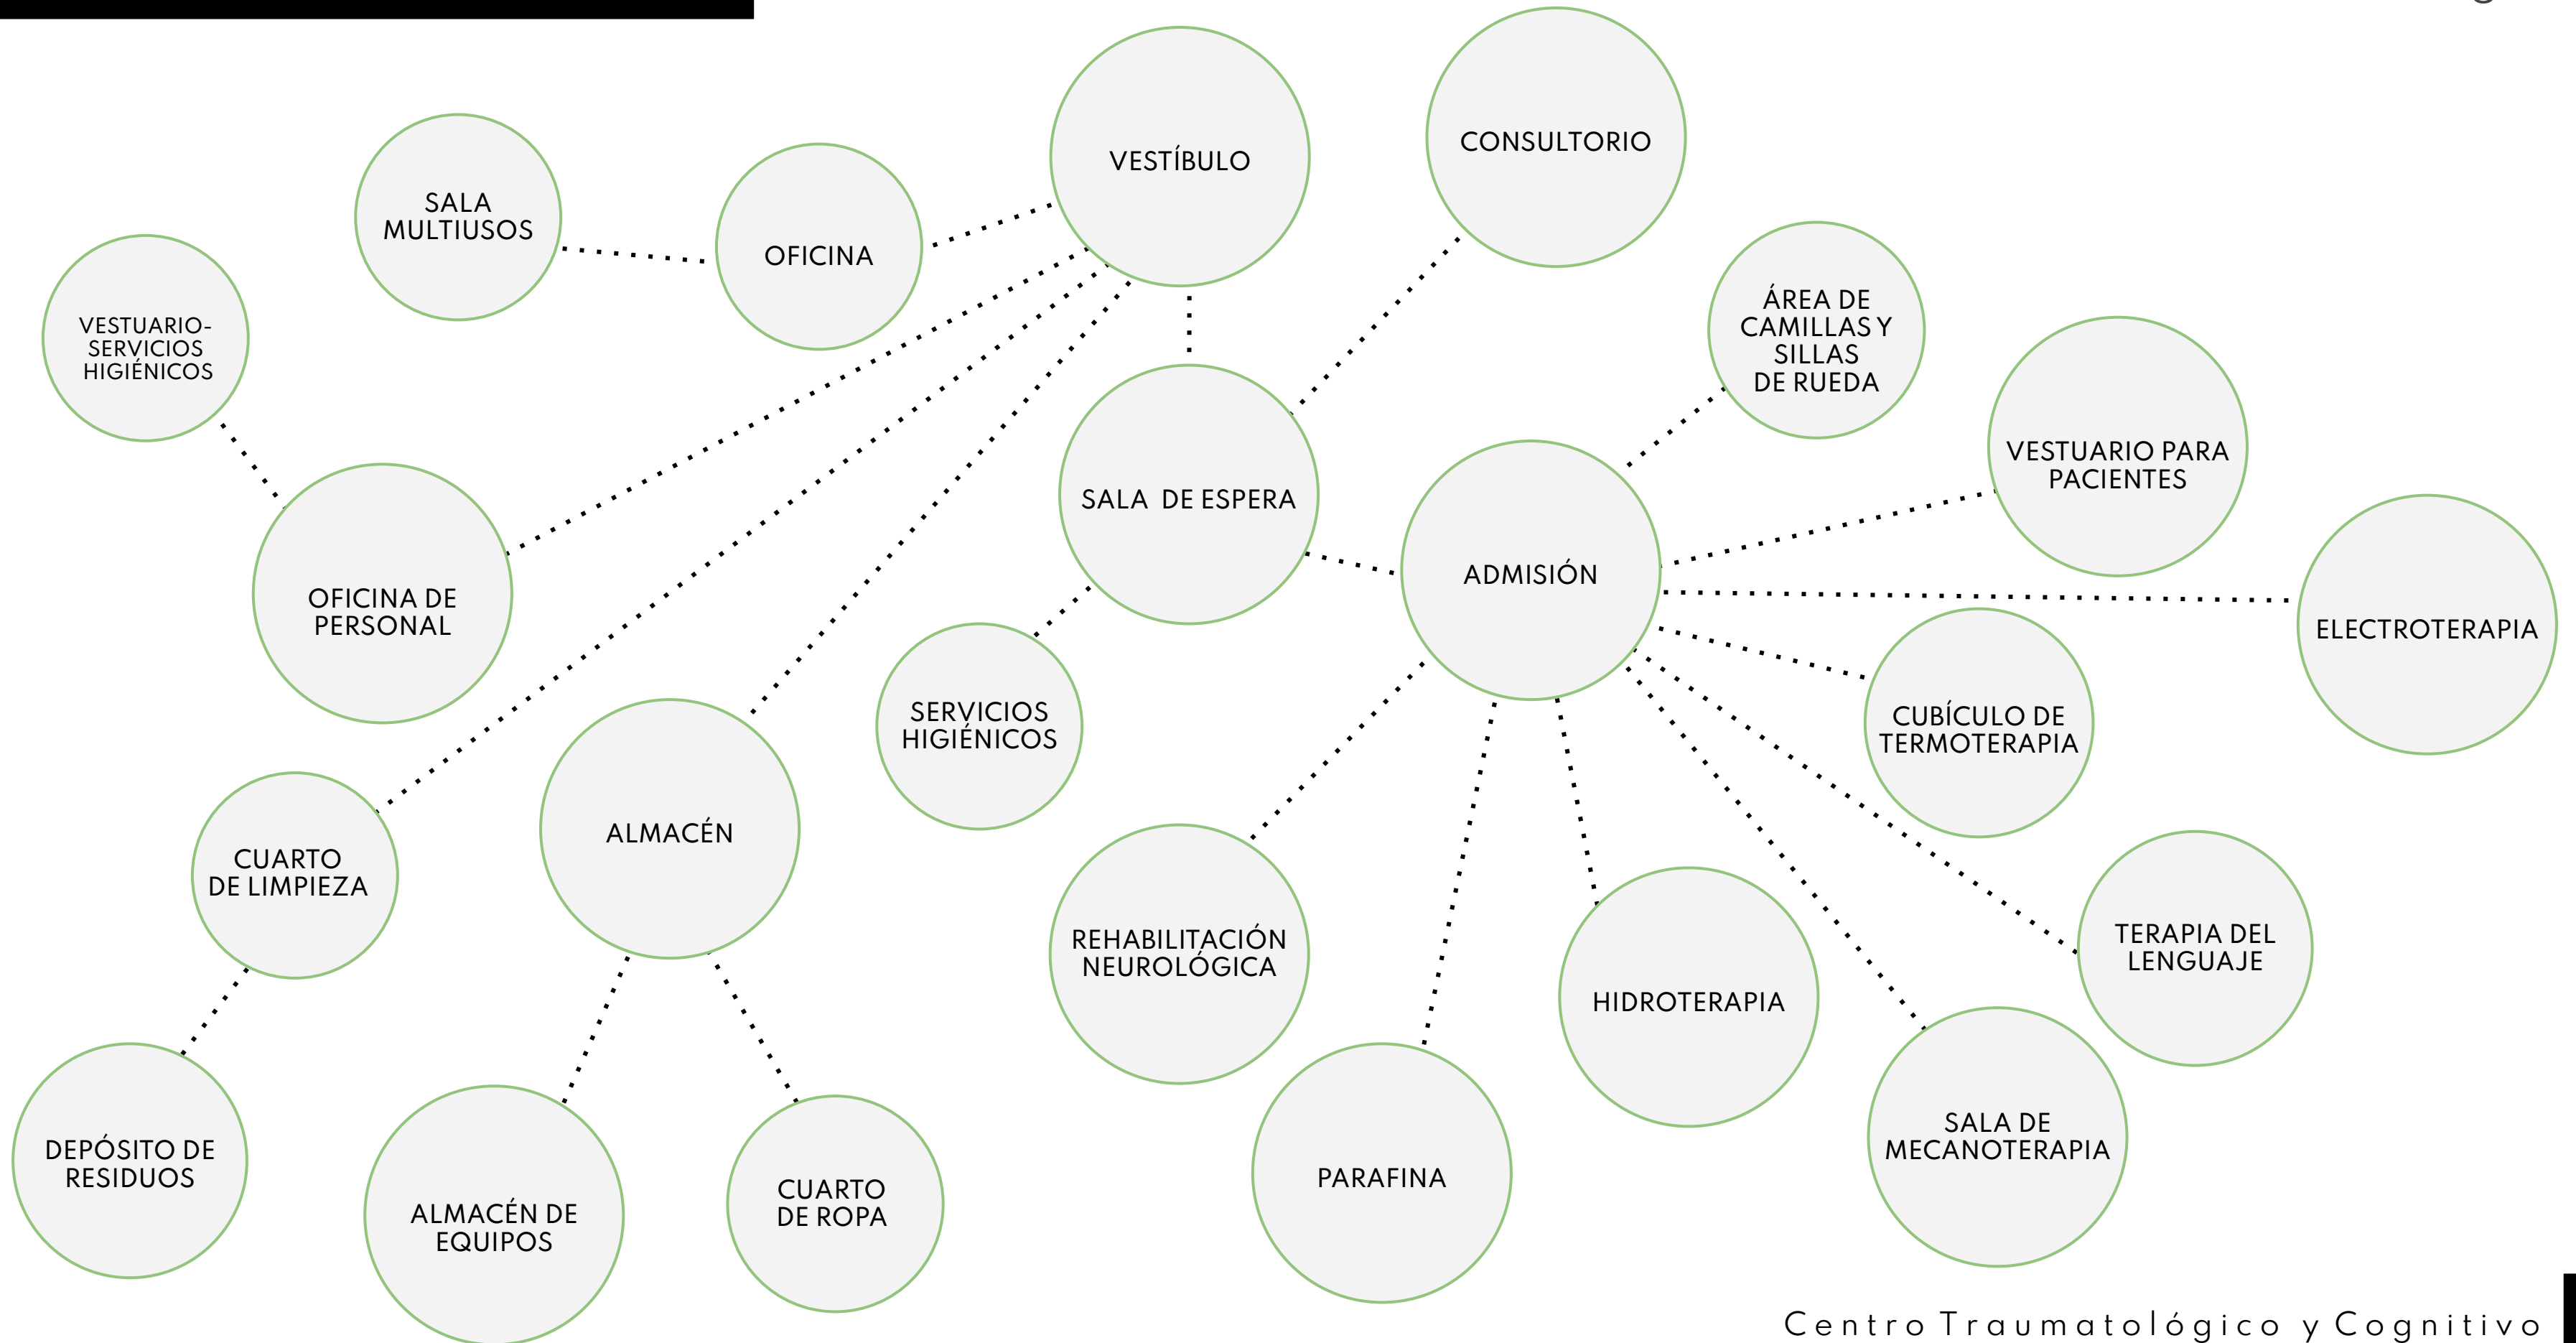 VESTÍBULO
CONSULTORIO
SALA
MULTIUSOS
OFICINA
VESTUARIO-
SERVICIOS
HIGIÉNICOS
ÁREA DE
CAMILLAS Y
SILLAS
DE RUEDA
VESTUARIO PARA
PACIENTES
SALA DE ESPERA
ADMISIÓN
OFICINA DE
PERSONAL
ELECTROTERAPIA
SERVICIOS
HIGIÉNICOS
CUBÍCULO DE
TERMOTERAPIA
ALMACÉN
CUARTO
DE LIMPIEZA
REHABILITACIÓN
NEUROLÓGICA
TERAPIA DEL
LENGUAJE
HIDROTERAPIA
DEPÓSITO DE
RESIDUOS
SALA DE
MECANOTERAPIA
PARAFINA
CUARTO
DE ROPA
ALMACÉN DE
EQUIPOS
Centro Traumatológico y Cognitivo